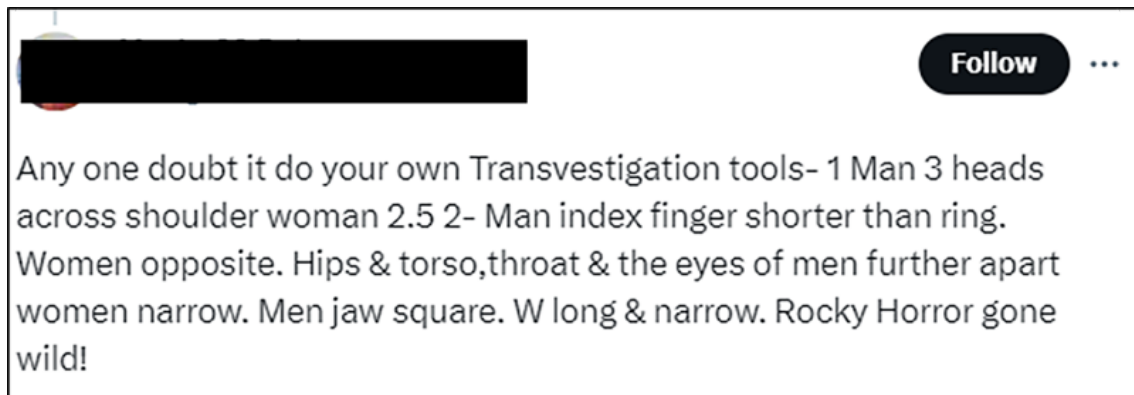 Follow
Any one doubt it do your own Transvestigation tools- 1 Man 3 heads
across shoulder woman 2.5 2- Man index finger shorter than ring.
Women opposite. Hips & torso,throat & the eyes of men further apart
women narrow. Men jaw square. W long & narrow. Rocky Horror gone
wild!